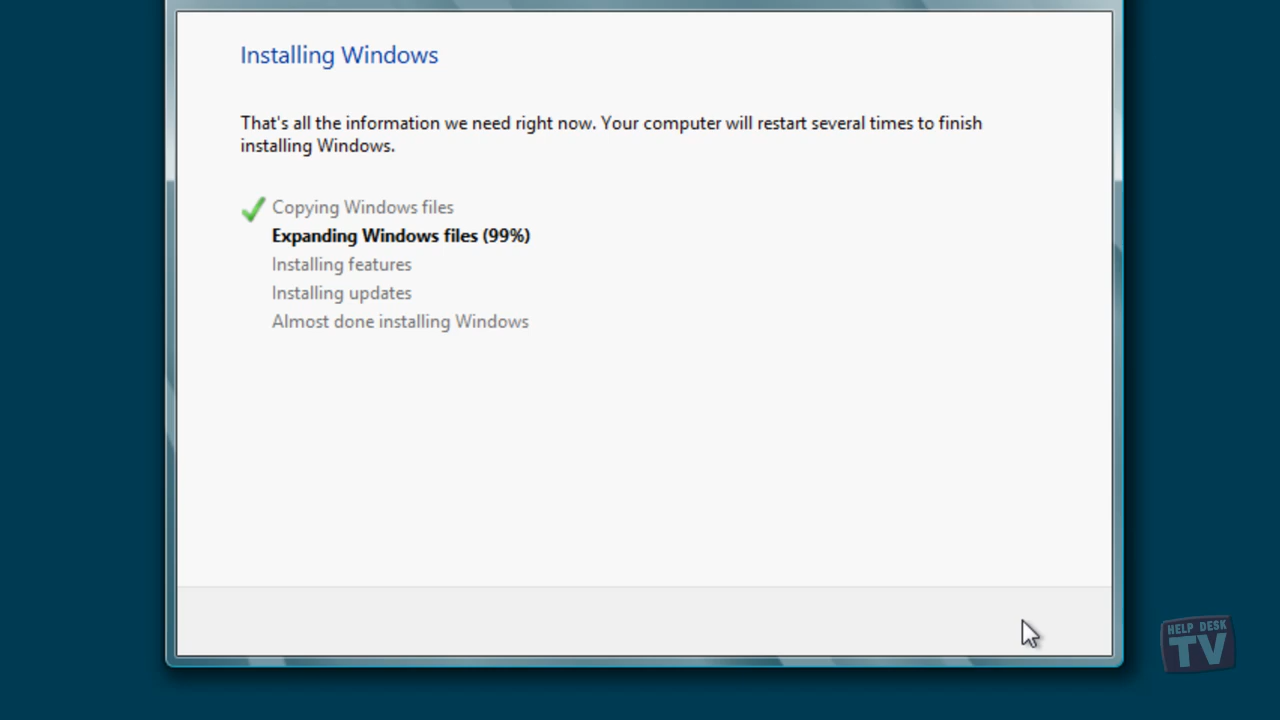 Installing Windows
That's all the information we need right now. Your computer will restart several times to finish
installing Windows.
Copying Windows files
Expanding Windows files (99%)
Installing features
Installing updates
Almost done installing Windows
HELP DESK
TV